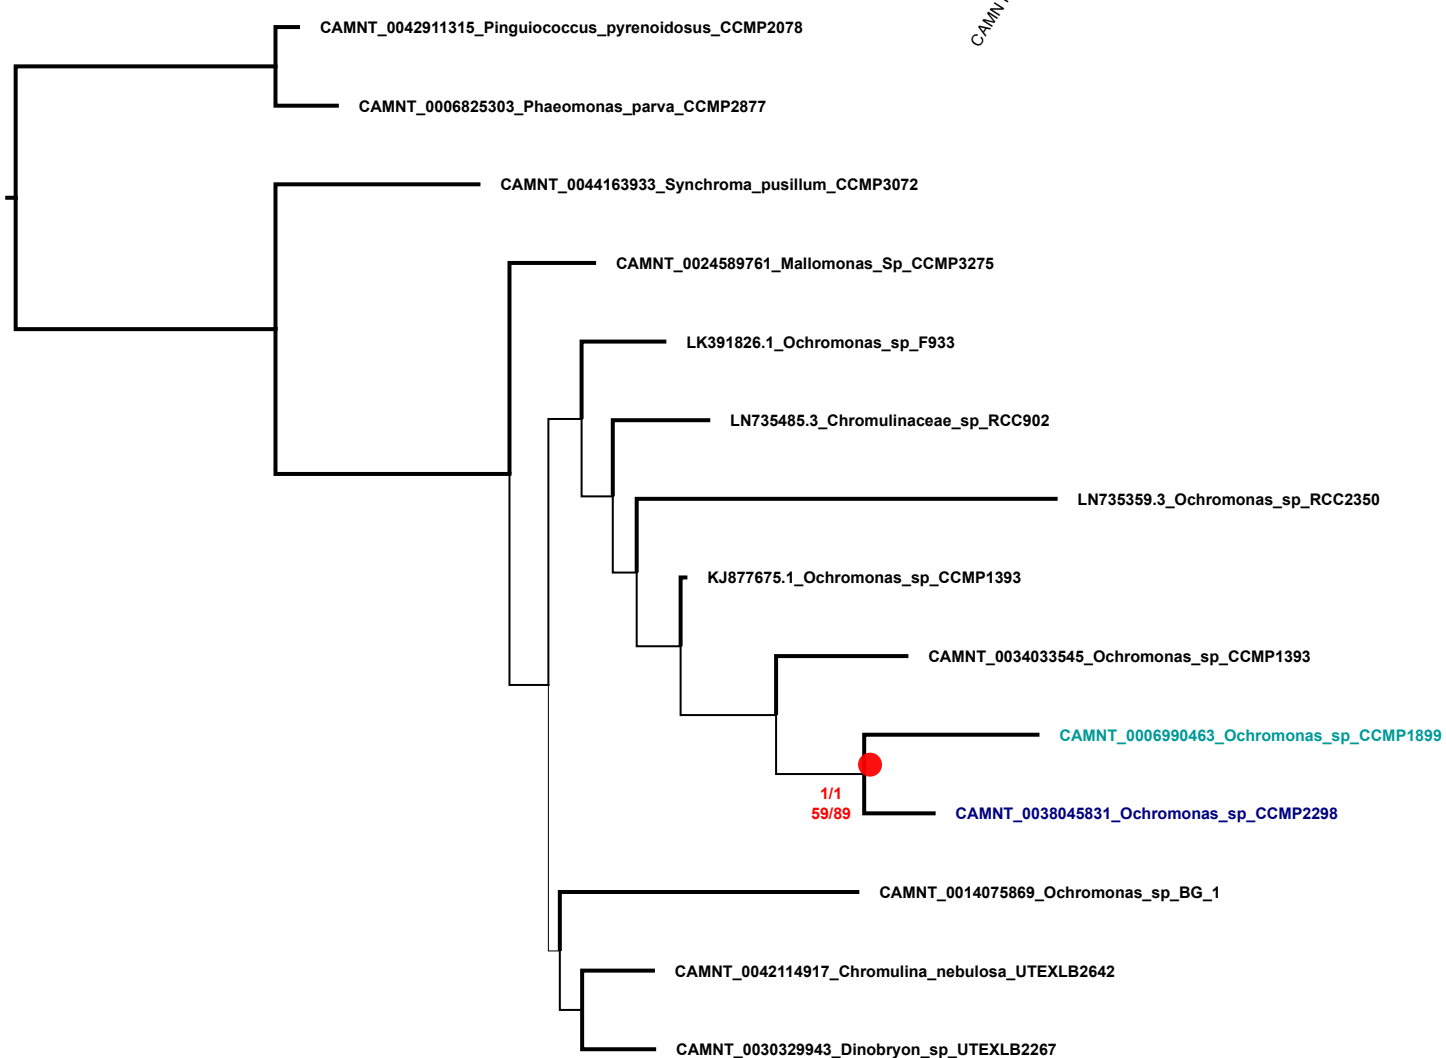 CAMNT_0042911315_Pinguiococcus_pyrenoidosus_CCMP2078
CAMNT_0006825303_Phaeomonas_parva_CCMP2877
CAMNT_0044163933_Synchroma_pusillum_CCMP3072
CAMNT_0024589761_Mallomonas_Sp_CCMP3275
LK391826.1_Ochromonas_sp_F933
LN735485.3_Chromulinaceae_sp_RCC902
LN735359.3_Ochromonas_sp_RCC2350
KJ877675.1_Ochromonas_sp_CCMP1393
CAMNT_0034033545_Ochromonas_sp_CCMP1393
CAMNT_0006990463_Ochromonas_sp_CCMP1899
1/1
59/89
CAMNT_0038045831_Ochromonas_sp_CCMP2298
CAMNT_0014075869_Ochromonas_sp_BG_1
CAMNT_0042114917_Chromulina_nebulosa_UTEXLB2642
CAMNT_0030329943_Dinobryon_sp_UTEXLB2267